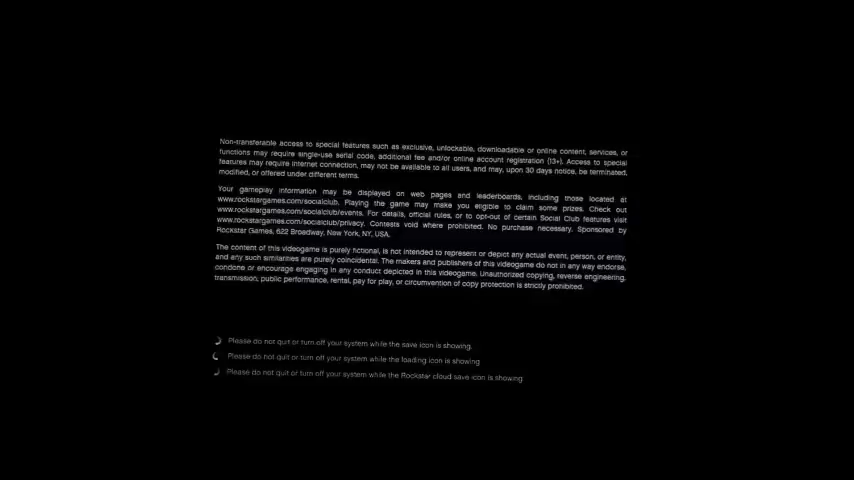 Non-transferable access to special features such as exclusive, unlockable, downloadable or online content, services, or
functions may require single-use serial code, additional fee and/or online account registration (13+). Access to special
features may require internet connection, may not be available to all users, and may, upon 30 days notice, be terminated,
modified, or offered under different terms.
Your gameplay information may be displayed on web pages and leaderboards, including those located at
www.rockstargames.com/socialclub. Playing the game may make you eligible to claim some prizes. Check out
www.rockstargames.com/socialclub/events. For details, official rules, or to opt-out of certain Social Club features visit
www.rockstargames.com/socialclub/privacy. Contests void where prohibited. No purchase necessary. Sponsored by
Rockstar Games, 622 Broadway, New York, NY, USA.
The content of this videogame is purely fictional, is not intended to represent or depict any actual event, person, or entity,
and any such similarities are purely coincidental. The makers and publishers of this videogame do not in any way endorse,
condone or encourage engaging in any conduct depicted in this videogame. Unauthorized copying, reverse engineering,
transmission, public performance, rental, pay for play, or circumvention of copy protection is strictly prohibited.
Please do not quit or turn off your system while the save icon is showing.
Please do not quit or turn off your system while the loading icon is showing
Please do not quit or turn off your system while the Rockstar cloud save icon is showing